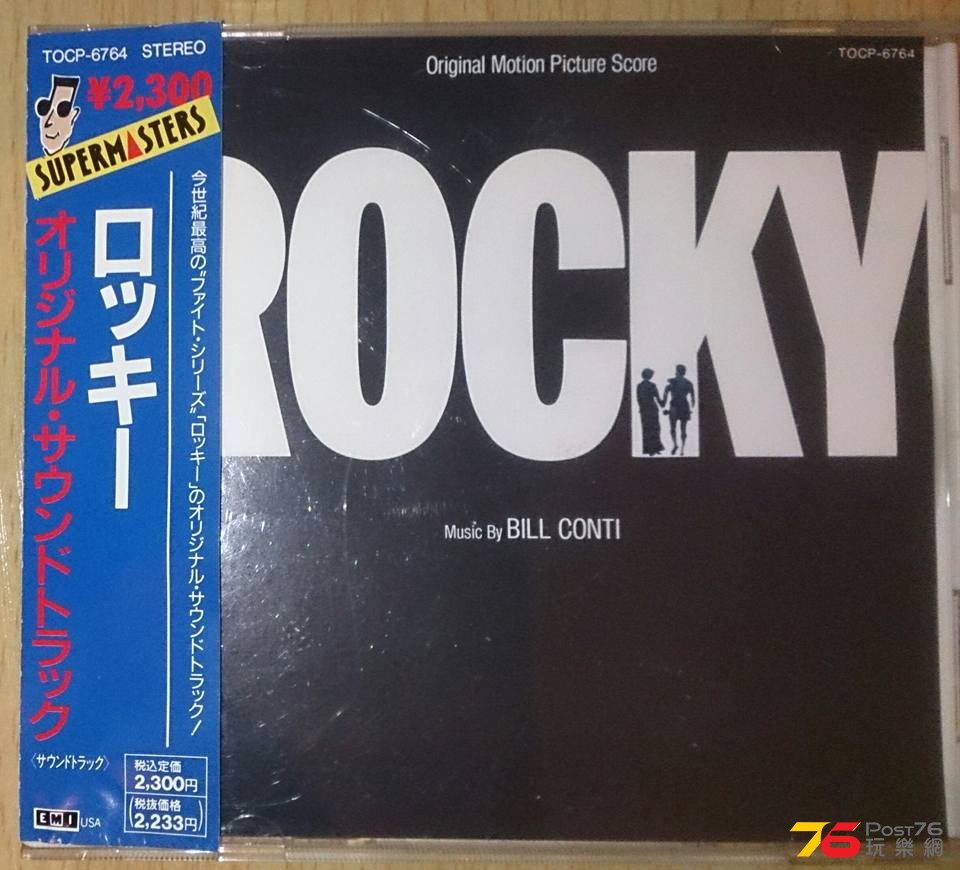 TOCP-6764 STEREO
¥2,300
SUPERMASTERS
ロッキー
オリジナル・サウンドトラック
今世紀最高の“ファイト・シリーズ”「ロッキー」のオリジナル・サウンドトラック!
〈サウンドトラック〉
税込定価
2,300円
(税抜価格
2,233円)
EMI USA
Original Motion Picture Score
TOCP-6764
ROCKY
Music By BILL CONTI
76 POST76
玩樂網